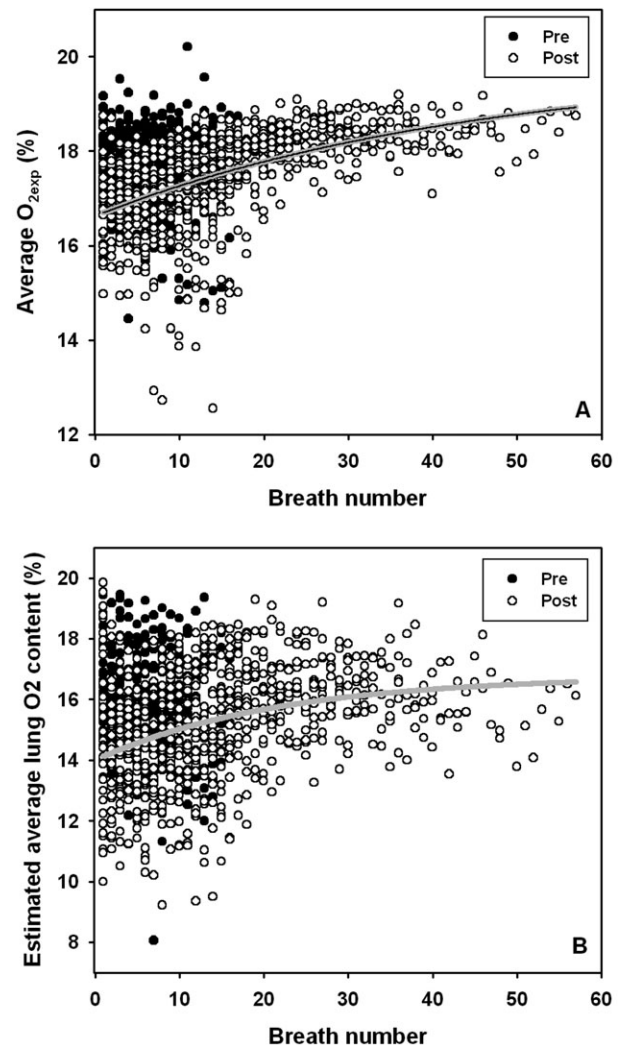 Pre
Post
20
18
16
14
12
Average O2exp (%)
A
0 10 20 30 40 50 60
Breath number
Pre
Post
20
18
16
14
12
10
8
Estimated average lung O2 content (%)
B
0 10 20 30 40 50 60
Breath number